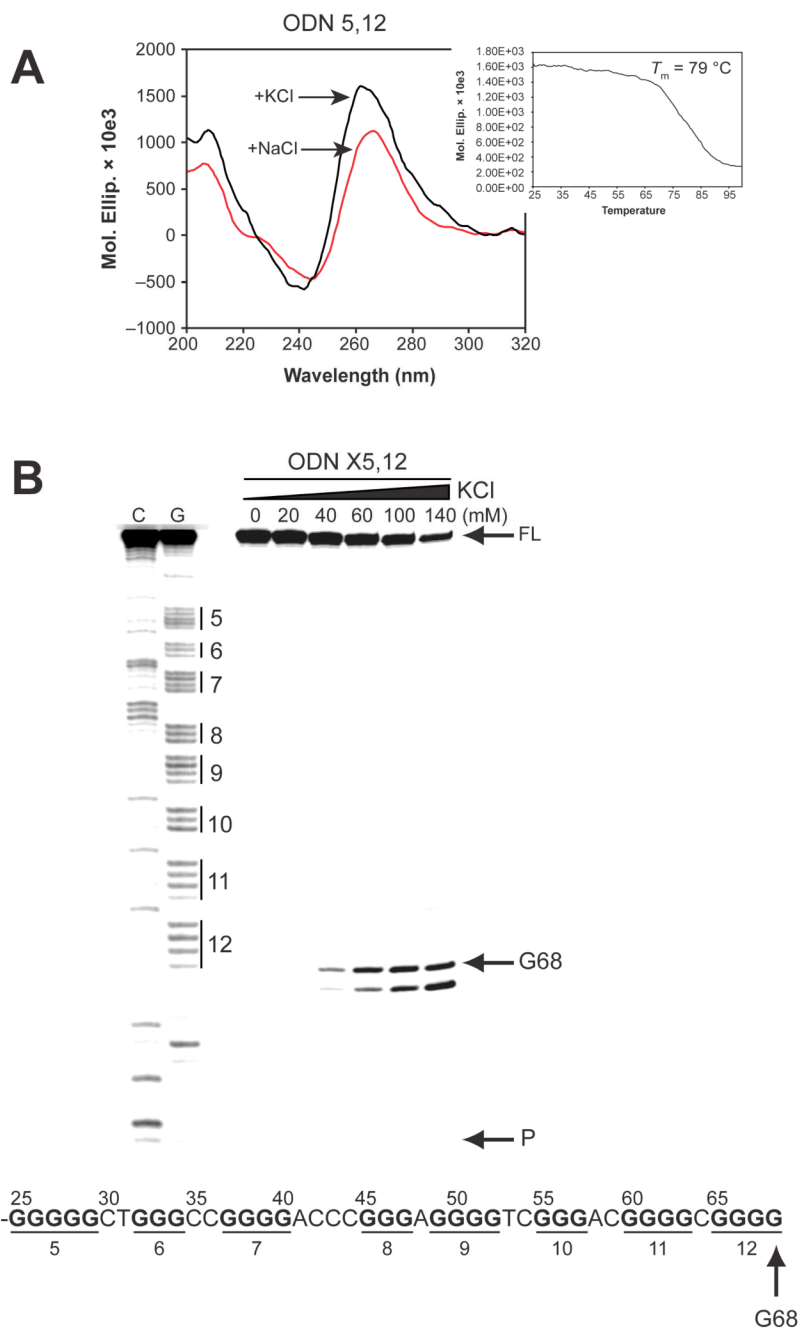 A
ODN 5,12
Mol. Ellip. × 10e3
2000
1500
1000
500
0
–500
–1000
+KCl
+NaCl
200 220 240 260 280 300 320
Wavelength (nm)
Mol. Ellip. × 10e3
1.80E+03
1.60E+03
1.40E+03
1.20E+03
1.00E+03
8.00E+02
6.00E+02
4.00E+02
2.00E+02
0.00E+00
Tm = 79 °C
25 35 45 55 65 75 85 95
Temperature
B
ODN X5,12
KCl
C G 0 20 40 60 100 140 (mM)
FL
5
6
7
8
9
10
11
12
G68
P
25 30 35 40 45 50 55 60 65
-GGGGGCTGGGCCGGGGACCCGGGAGGGGTCGGGACGGGGCGGGG
5 6 7 8 9 10 11 12
G68